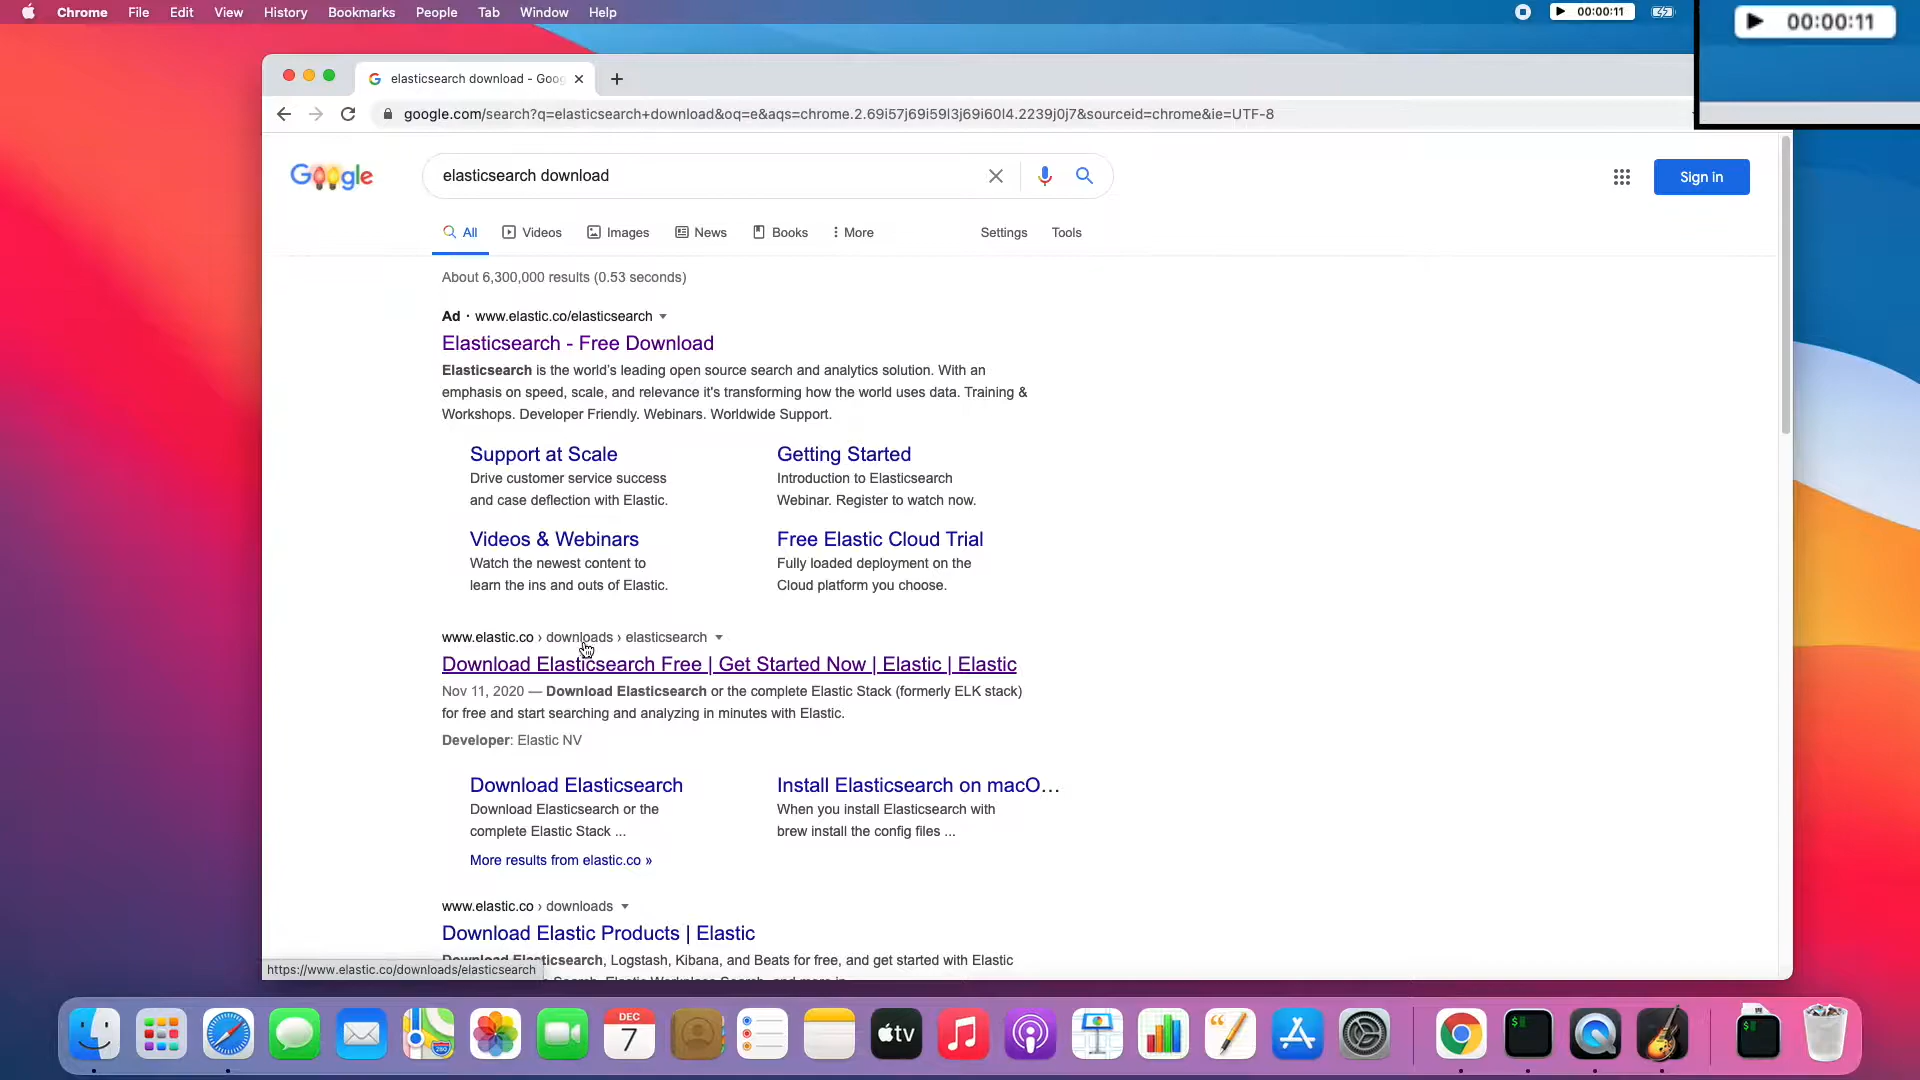 Chrome File Edit View History Bookmarks People Tab Window Help
00:00:11
00:00:11
elasticsearch download - Goog
google.com/search?q=elasticsearch+download&oq=e&aqs=chrome.2.69i57j69i59l3j69i60l4.2239j0j7&sourceid=chrome&ie=UTF-8
Google
elasticsearch download
Sign in
All Videos Images News Books More Settings Tools
About 6,300,000 results (0.53 seconds)
Ad · www.elastic.co/elasticsearch
Elasticsearch - Free Download
Elasticsearch is the world's leading open source search and analytics solution. With an
emphasis on speed, scale, and relevance it's transforming how the world uses data. Training &
Workshops. Developer Friendly. Webinars. Worldwide Support.
Support at Scale
Drive customer service success
and case deflection with Elastic.
Getting Started
Introduction to Elasticsearch
Webinar. Register to watch now.
Videos & Webinars
Watch the newest content to
learn the ins and outs of Elastic.
Free Elastic Cloud Trial
Fully loaded deployment on the
Cloud platform you choose.
www.elastic.co › downloads › elasticsearch
Download Elasticsearch Free | Get Started Now | Elastic | Elastic
Nov 11, 2020 — Download Elasticsearch or the complete Elastic Stack (formerly ELK stack)
for free and start searching and analyzing in minutes with Elastic.
Developer: Elastic NV
Download Elasticsearch
Download Elasticsearch or the
complete Elastic Stack ...
Install Elasticsearch on macO...
When you install Elasticsearch with
brew install the config files ...
More results from elastic.co »
www.elastic.co › downloads
Download Elastic Products | Elastic
Download Elasticsearch, Logstash, Kibana, and Beats for free, and get started with Elastic
https://www.elastic.co/downloads/elasticsearch
DEC
7
280
tv